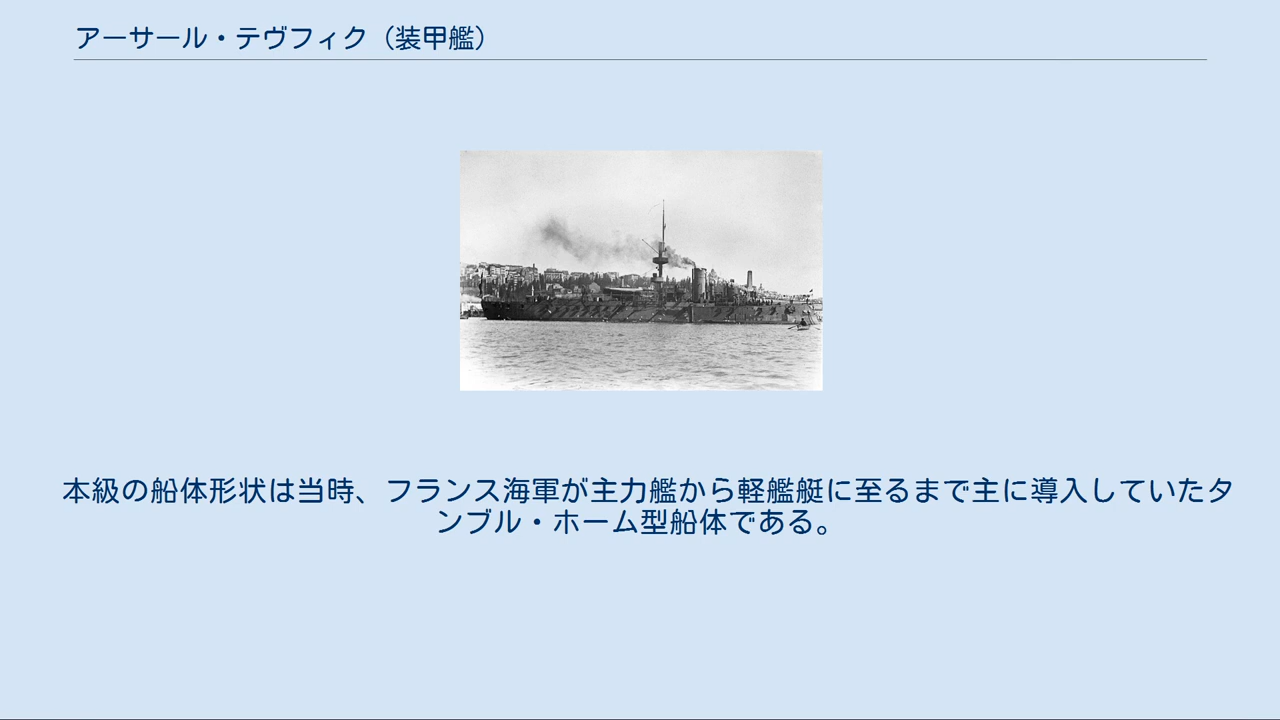 アーサール・テヴフィク（装甲艦）
本級の船体形状は当時、フランス海軍が主力艦から軽艦艇に至るまで主に導入していたタ
ンブル・ホーム型船体である。